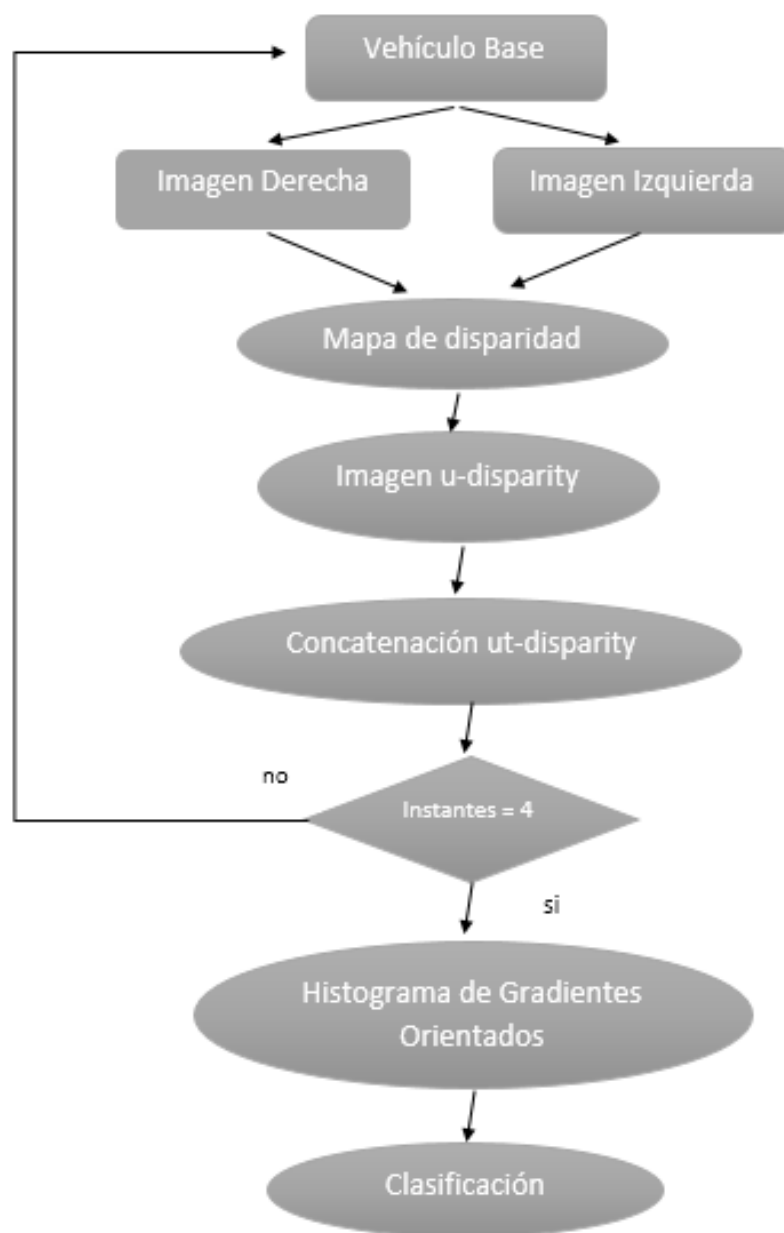 Vehículo Base
Imagen Derecha
Imagen Izquierda
Mapa de disparidad
Imagen u-disparity
Concatenación ut-disparity
no
Instantes = 4
si
Histograma de Gradientes
Orientados
Clasificación